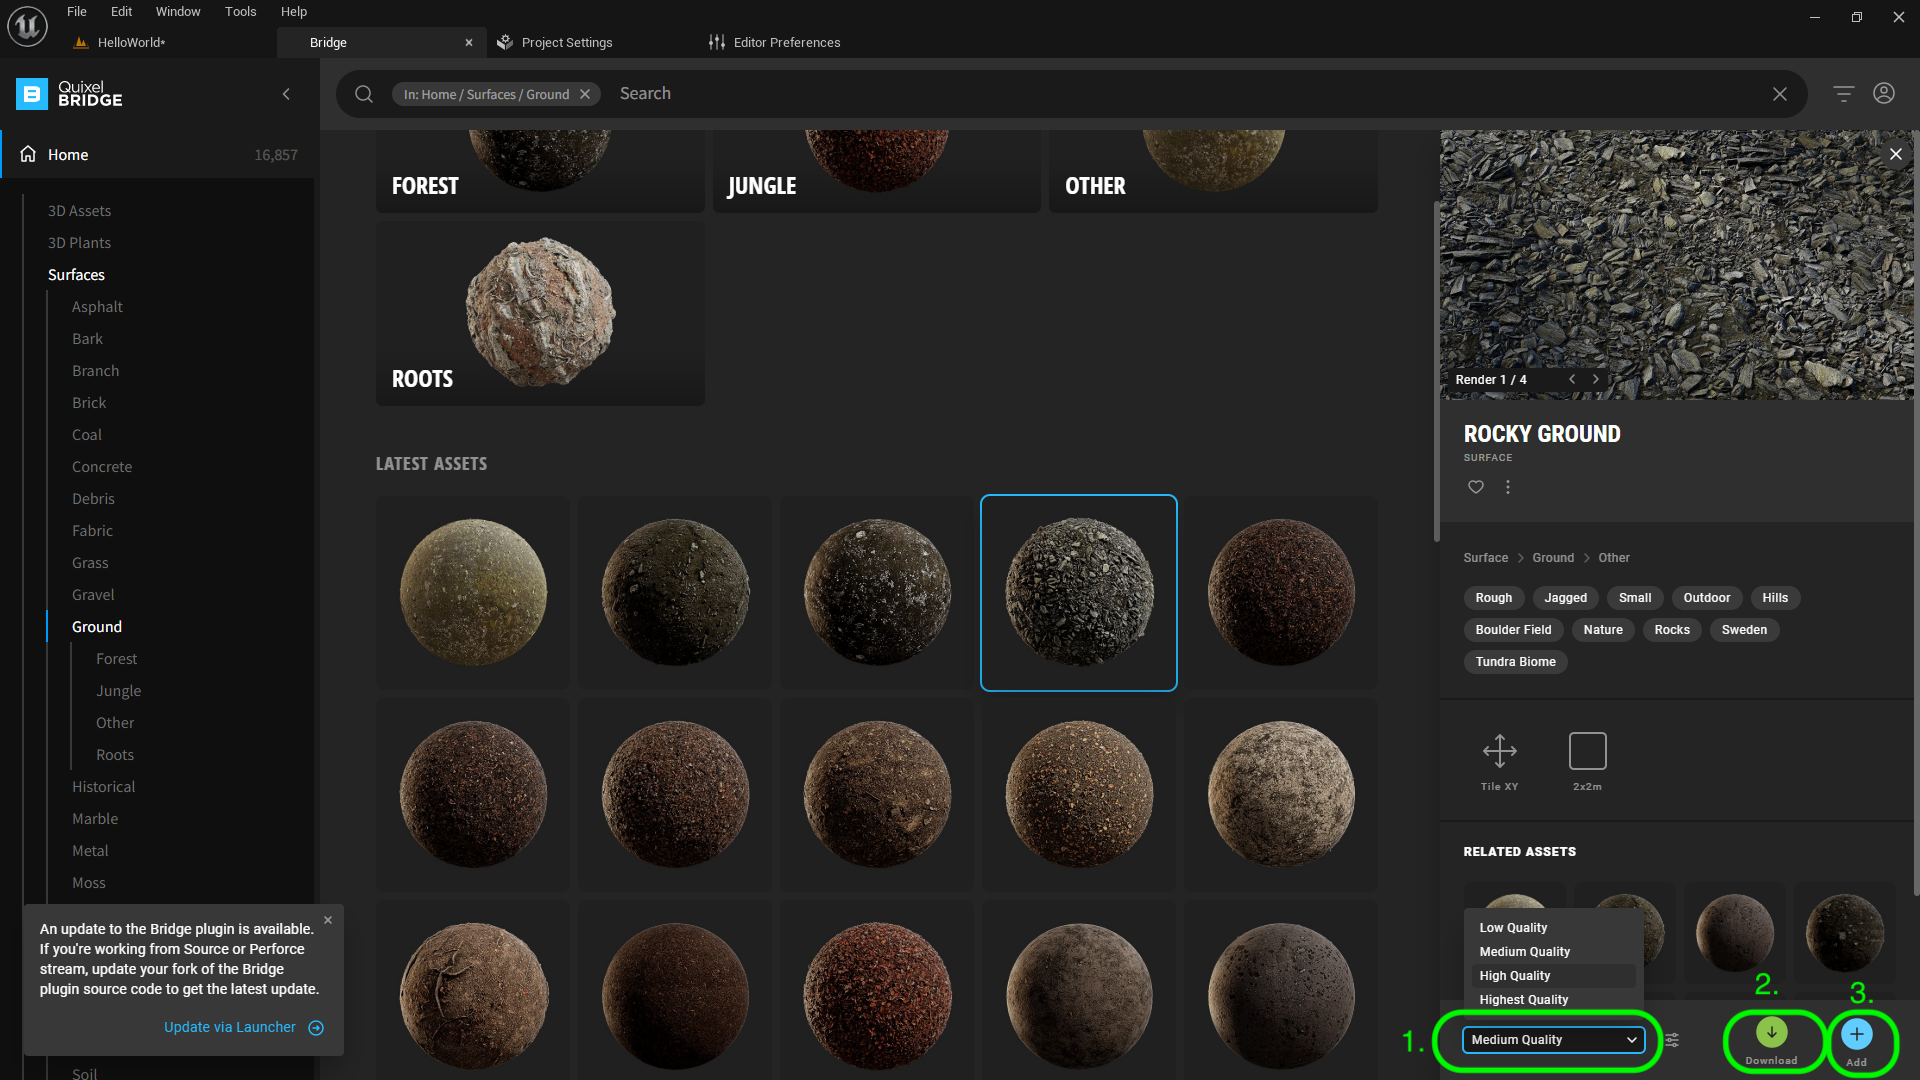 File Edit Window Tools Help
HelloWorld*
Bridge
Project Settings
Editor Preferences
Quixel
BRIDGE
In: Home / Surfaces / Ground
Search
Home 16,857
3D Assets
3D Plants
Surfaces
Asphalt
Bark
Branch
Brick
Coal
Concrete
Debris
Fabric
Grass
Gravel
Ground
Forest
Jungle
Other
Roots
Historical
Marble
Metal
Moss
Soil
An update to the Bridge plugin is available.
If you're working from Source or Perforce
stream, update your fork of the Bridge
plugin source code to get the latest update.
Update via Launcher
FOREST
JUNGLE
OTHER
ROOTS
LATEST ASSETS
Render 1 / 4
ROCKY GROUND
SURFACE
Surface Ground Other
Rough Jagged Small Outdoor Hills
Boulder Field Nature Rocks Sweden
Tundra Biome
Tile XY
2x2m
RELATED ASSETS
Low Quality
Medium Quality
High Quality
Highest Quality
1.
Medium Quality
2.
Download
3.
Add